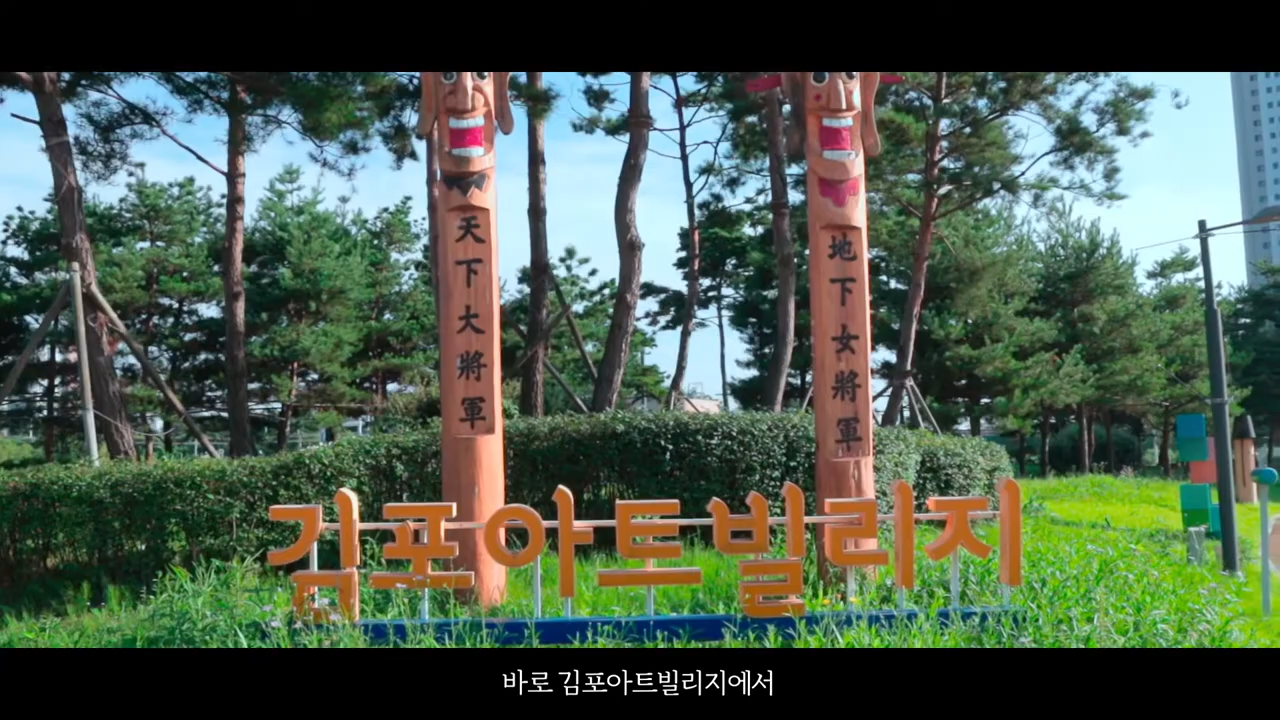 天下大將軍
地下女將軍
김포아트빌리지
바로 김포아트빌리지에서